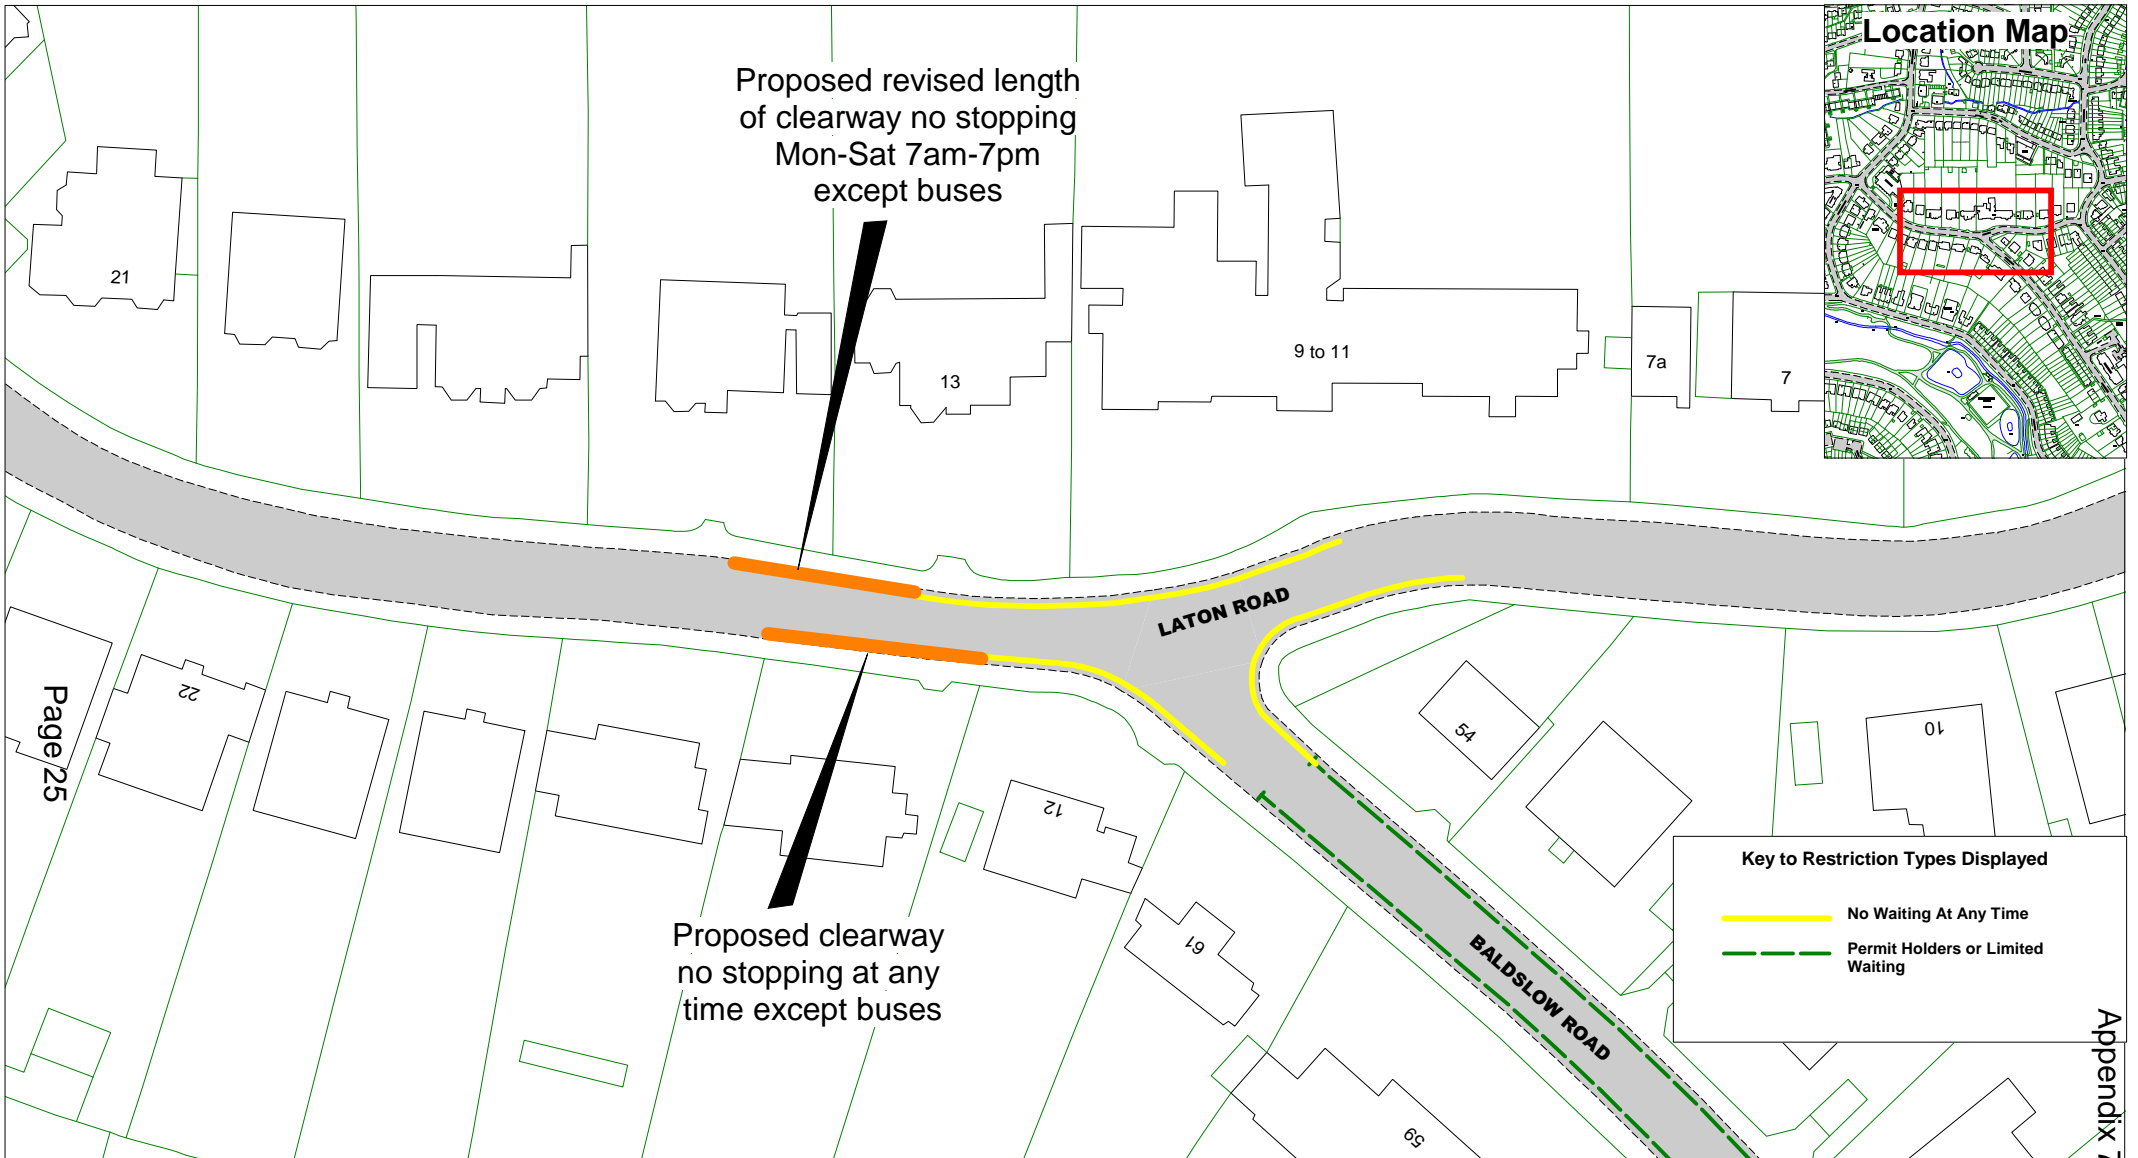 Location Map
Proposed revised length
of clearway no stopping
Mon-Sat 7am-7pm
except buses
21
13
9 to 11
7a
7
LATON ROAD
22
54
10
12
61
59
Page 25
Proposed clearway
no stopping at any
time except buses
BALDSLOW ROAD
Key to Restriction Types Displayed
No Waiting At Any Time
Permit Holders or Limited
Waiting
Appendix